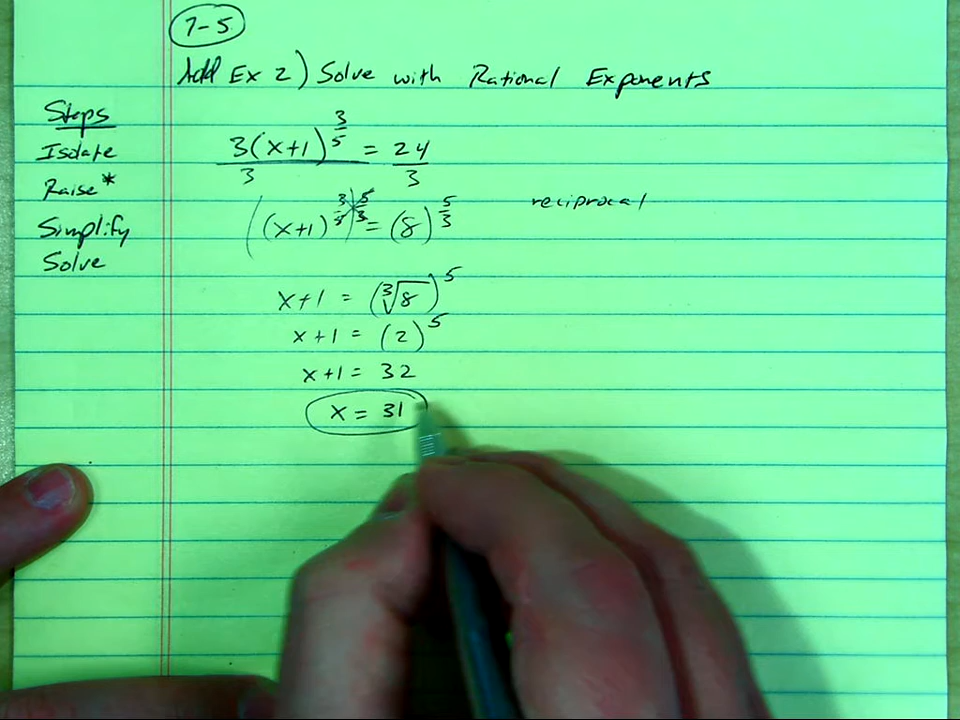 7-5
Add Ex 2) Solve with Rational Exponents
Steps
Isolate
Raise*
Simplify
Solve
3(x+1)^(3/5) = 24
3 3
((x+1)^(3/5))^(5/3) = (8)^(5/3)
reciprocal
x+1 = (∛8)^5
x+1 = (2)^5
x+1 = 32
x = 31